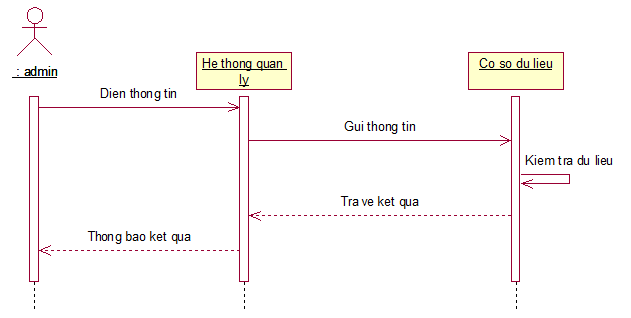 : admin
He thong quan
ly
Co so du lieu
Dien thong tin
Gui thong tin
Kiem tra du lieu
Tra ve ket qua
Thong bao ket qua